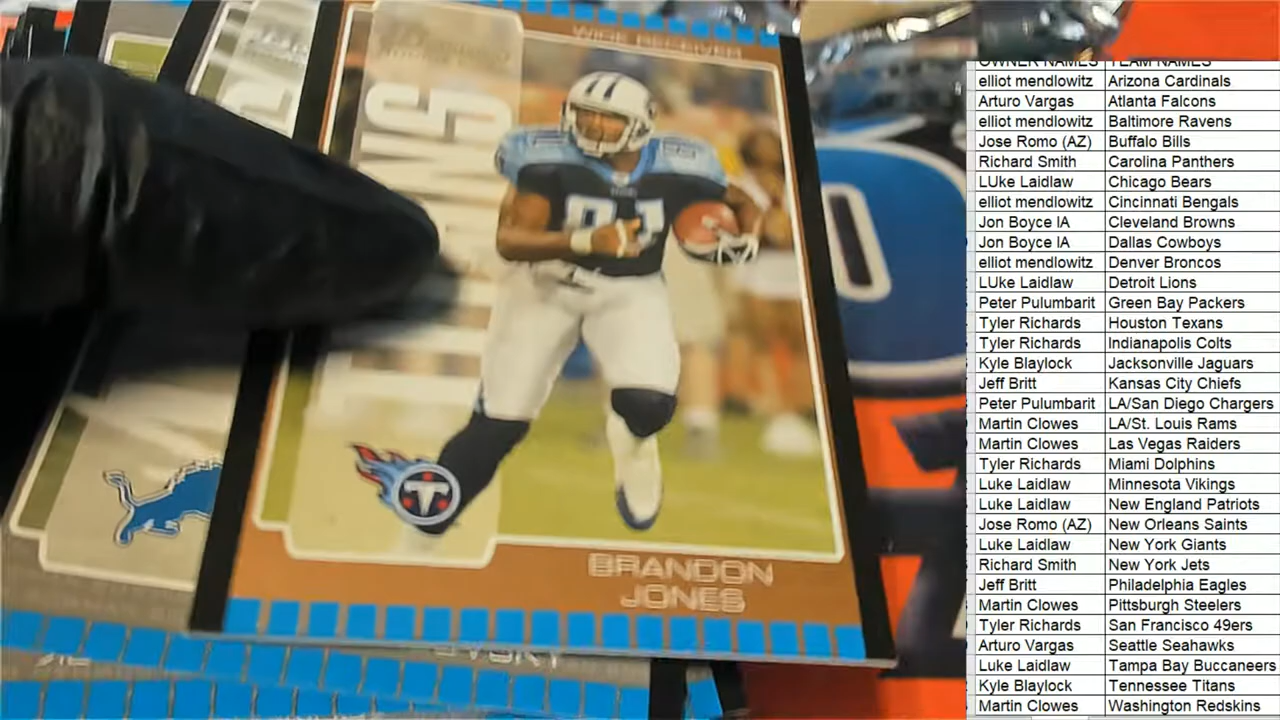 WIDE RECEIVER
81
T
BRANDON
JONES
OWNER NAMES TEAM NAMES
elliot mendlowitz Arizona Cardinals
Arturo Vargas Atlanta Falcons
elliot mendlowitz Baltimore Ravens
Jose Romo (AZ) Buffalo Bills
Richard Smith Carolina Panthers
LUke Laidlaw Chicago Bears
elliot mendlowitz Cincinnati Bengals
Jon Boyce IA Cleveland Browns
Jon Boyce IA Dallas Cowboys
elliot mendlowitz Denver Broncos
LUke Laidlaw Detroit Lions
Peter Pulumbarit Green Bay Packers
Tyler Richards Houston Texans
Tyler Richards Indianapolis Colts
Kyle Blaylock Jacksonville Jaguars
Jeff Britt Kansas City Chiefs
Peter Pulumbarit LA/San Diego Chargers
Martin Clowes LA/St. Louis Rams
Martin Clowes Las Vegas Raiders
Tyler Richards Miami Dolphins
Luke Laidlaw Minnesota Vikings
Luke Laidlaw New England Patriots
Jose Romo (AZ) New Orleans Saints
Luke Laidlaw New York Giants
Richard Smith New York Jets
Jeff Britt Philadelphia Eagles
Martin Clowes Pittsburgh Steelers
Tyler Richards San Francisco 49ers
Arturo Vargas Seattle Seahawks
Luke Laidlaw Tampa Bay Buccaneers
Kyle Blaylock Tennessee Titans
Martin Clowes Washington Redskins